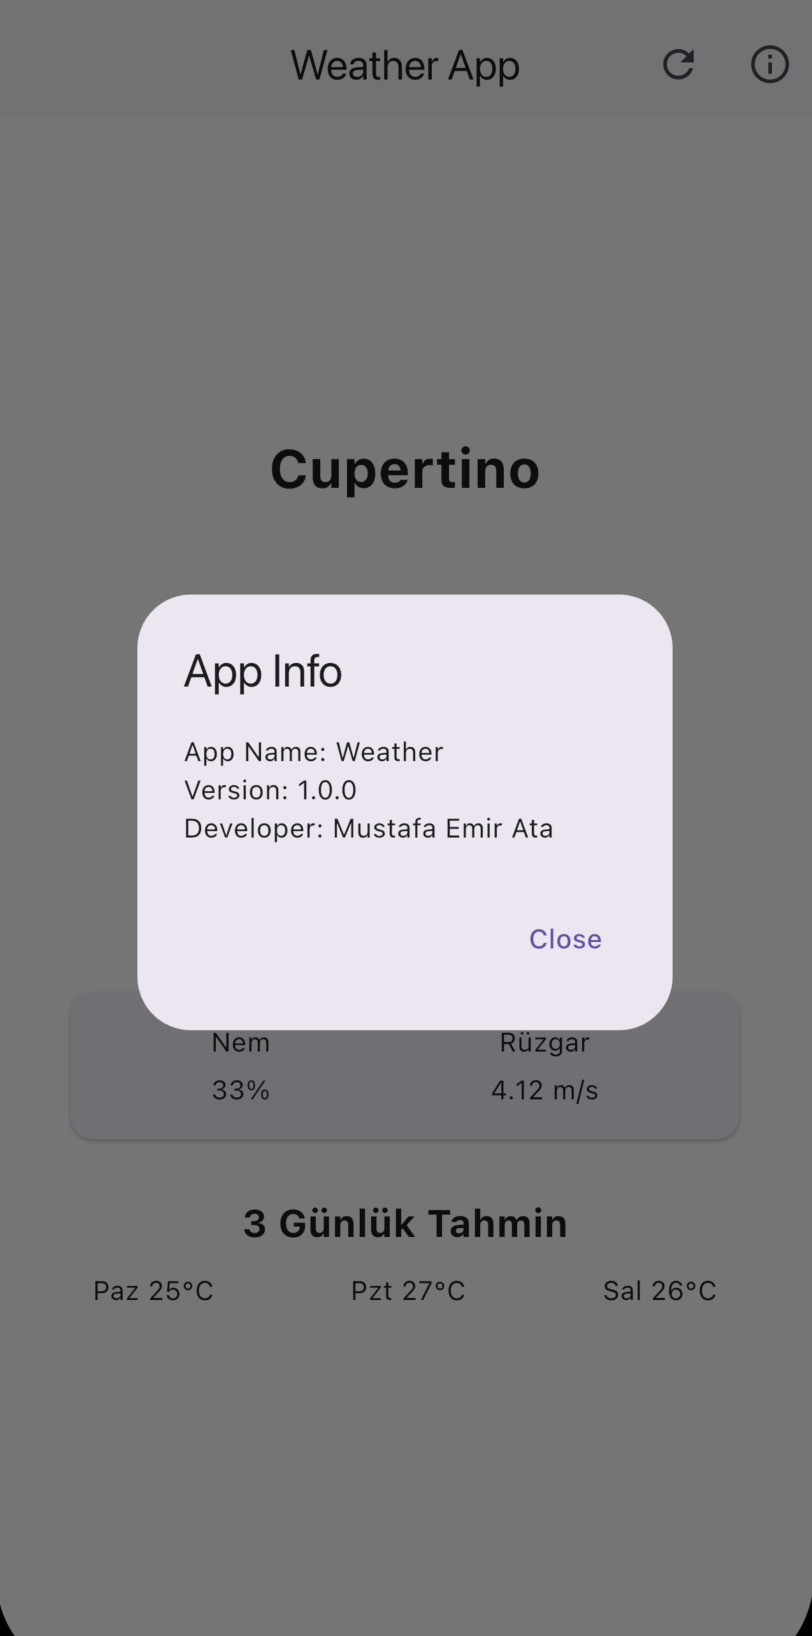 Weather App
Cupertino
App Info
App Name: Weather
Version: 1.0.0
Developer: Mustafa Emir Ata
Close
Nem Rüzgar
33% 4.12 m/s
3 Günlük Tahmin
Paz 25°C Pzt 27°C Sal 26°C